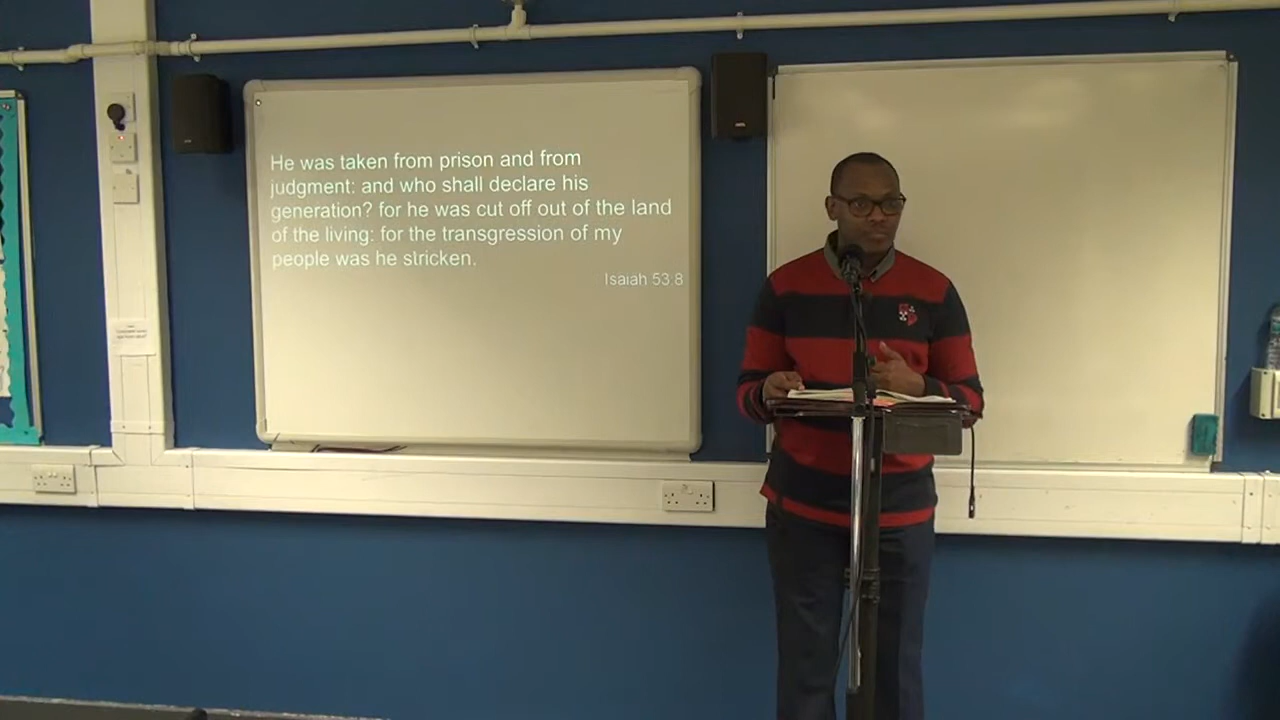 He was taken from prison and from
judgment: and who shall declare his
generation? for he was cut off out of the land
of the living: for the transgression of my
people was he stricken.
Isaiah 53.8